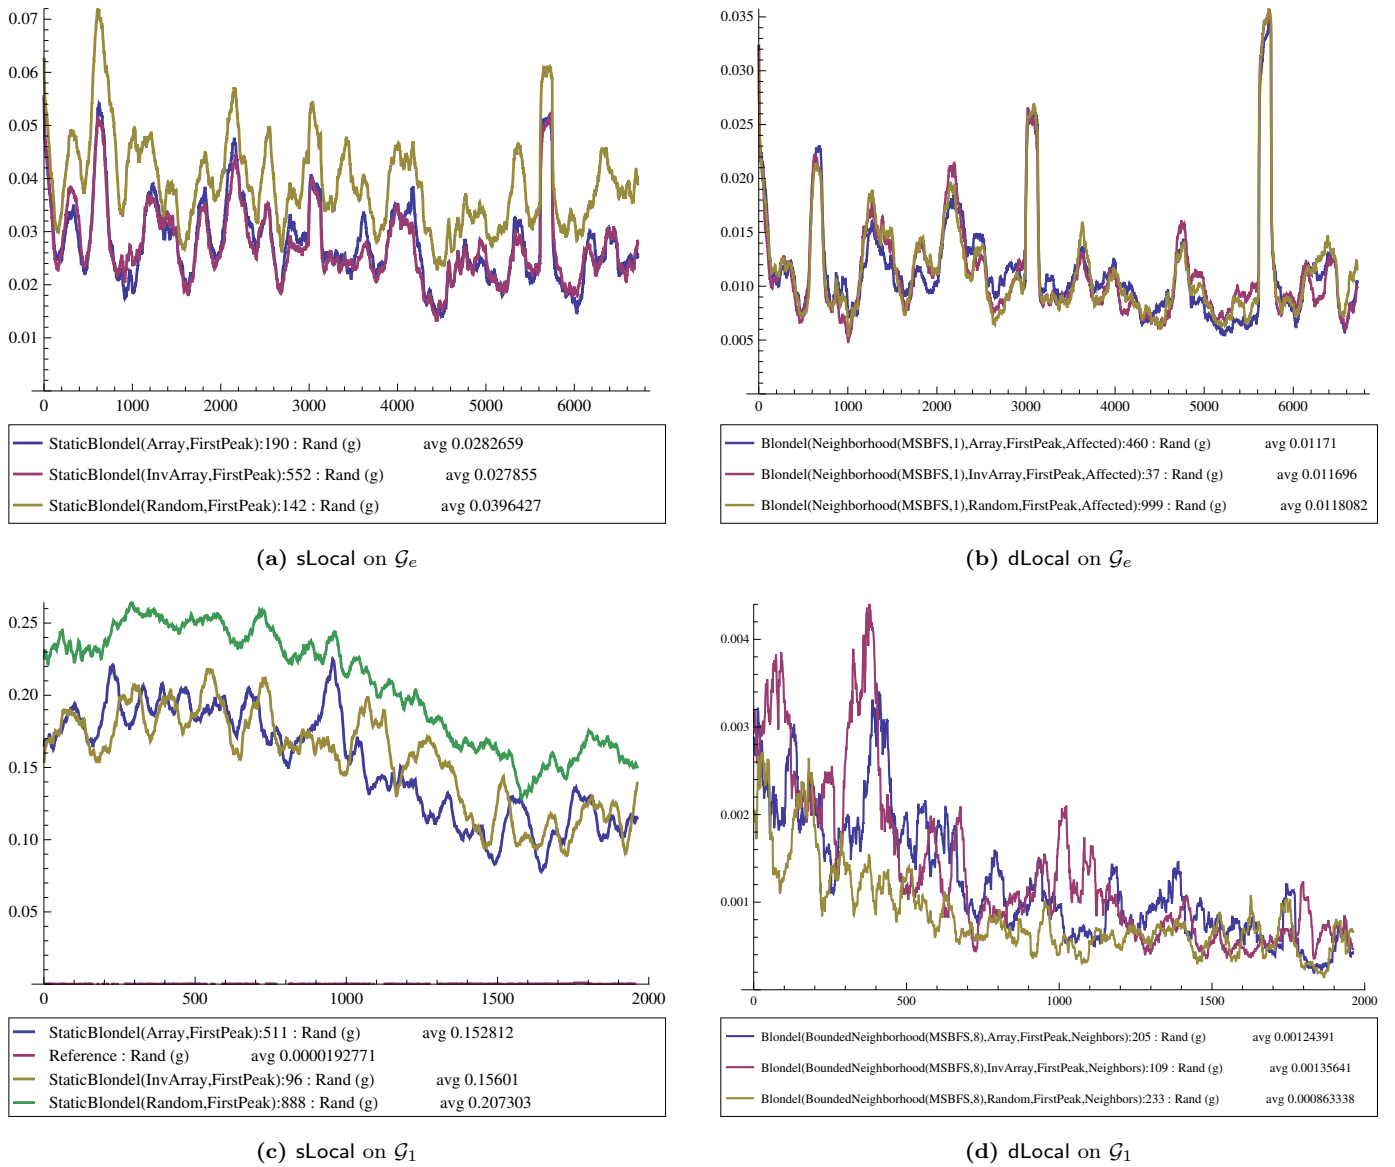 0.07
0.06
0.05
0.04
0.03
0.02
0.01
0 1000 2000 3000 4000 5000 6000
StaticBlondel(Array,FirstPeak):190 : Rand (g) avg 0.0282659
StaticBlondel(InvArray,FirstPeak):552 : Rand (g) avg 0.027855
StaticBlondel(Random,FirstPeak):142 : Rand (g) avg 0.0396427
(a) sLocal on 𝒢e
0.035
0.030
0.025
0.020
0.015
0.010
0.005
0 1000 2000 3000 4000 5000 6000
Blondel(Neighborhood(MSBFS,1),Array,FirstPeak,Affected):460 : Rand (g) avg 0.01171
Blondel(Neighborhood(MSBFS,1),InvArray,FirstPeak,Affected):37 : Rand (g) avg 0.011696
Blondel(Neighborhood(MSBFS,1),Random,FirstPeak,Affected):999 : Rand (g) avg 0.0118082
(b) dLocal on 𝒢e
0.25
0.20
0.15
0.10
0.05
0 500 1000 1500 2000
StaticBlondel(Array,FirstPeak):511 : Rand (g) avg 0.152812
Reference : Rand (g) avg 0.0000192771
StaticBlondel(InvArray,FirstPeak):96 : Rand (g) avg 0.15601
StaticBlondel(Random,FirstPeak):888 : Rand (g) avg 0.207303
(c) sLocal on 𝒢1
0.004
0.003
0.002
0.001
0 500 1000 1500 2000
Blondel(BoundedNeighborhood(MSBFS,8),Array,FirstPeak,Neighbors):205 : Rand (g) avg 0.00124391
Blondel(BoundedNeighborhood(MSBFS,8),InvArray,FirstPeak,Neighbors):109 : Rand (g) avg 0.00135641
Blondel(BoundedNeighborhood(MSBFS,8),Random,FirstPeak,Neighbors):233 : Rand (g) avg 0.000863338
(d) dLocal on 𝒢1